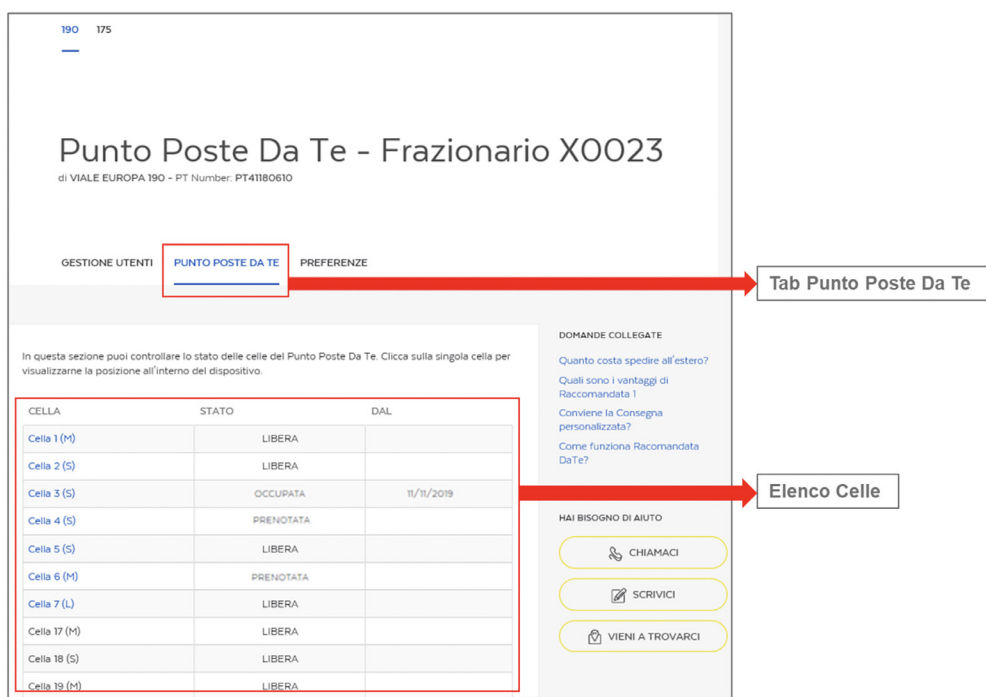 190 175
Punto Poste Da Te - Frazionario X0023
di VIALE EUROPA 190 - PT Number: PT41180610
GESTIONE UTENTI PUNTO POSTE DA TE PREFERENZE
Tab Punto Poste Da Te
In questa sezione puoi controllare lo stato delle celle del Punto Poste Da Te. Clicca sulla singola cella per
visualizzarne la posizione all'interno del dispositivo.
CELLA STATO DAL
Cella 1 (M) LIBERA
Cella 2 (S) LIBERA
Cella 3 (S) OCCUPATA 11/11/2019
Cella 4 (S) PRENOTATA
Cella 5 (S) LIBERA
Cella 6 (M) PRENOTATA
Cella 7 (L) LIBERA
Cella 17 (M) LIBERA
Cella 18 (S) LIBERA
Cella 19 (M) LIBERA
DOMANDE COLLEGATE
Quanto costa spedire all'estero?
Quali sono i vantaggi di
Raccomandata 1
Conviene la Consegna
personalizzata?
Come funziona Racomandata
DaTe?
Elenco Celle
HAI BISOGNO DI AIUTO
CHIAMACI
SCRIVICI
VIENI A TROVARCI